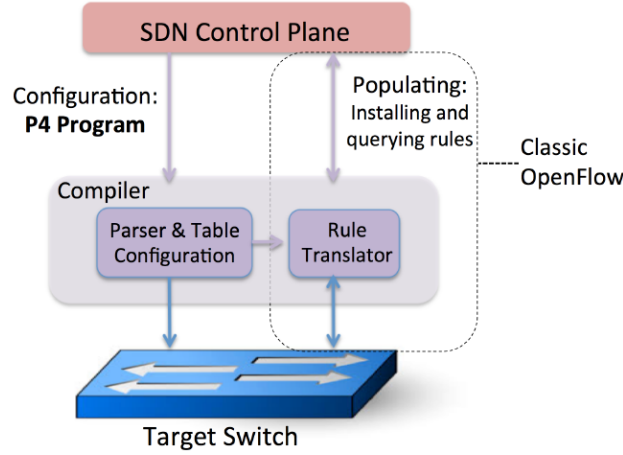 SDN Control Plane
Configuration:
P4 Program
Populating:
Installing and
querying rules
Classic
OpenFlow
Compiler
Parser & Table
Configuration
Rule
Translator
Target Switch